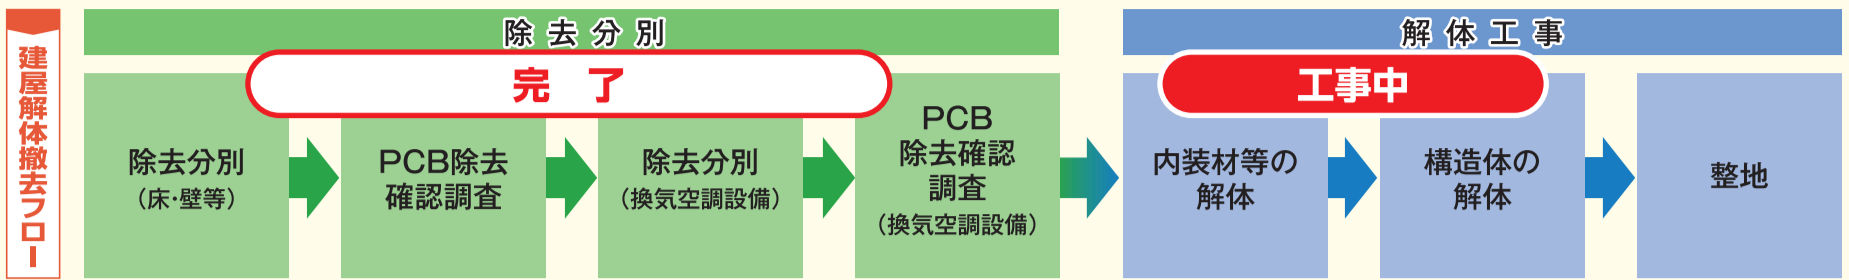 建屋解体撤去フロー
除去分別
完了
除去分別
（床・壁等）
PCB除去
確認調査
除去分別
（換気空調設備）
PCB
除去確認
調査
（換気空調設備）
解体工事
工事中
内装材等の
解体
構造体の
解体
整地